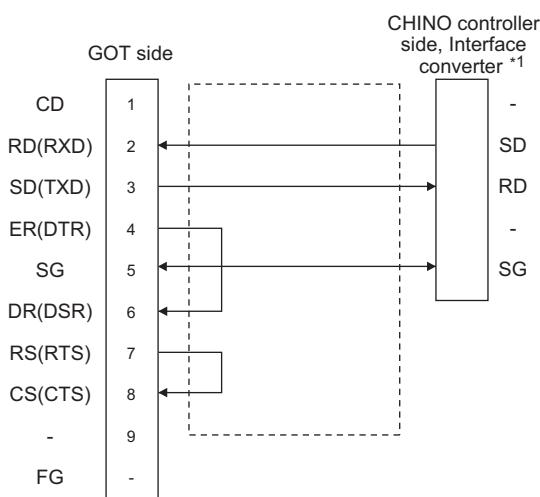 CHINO controller
side, Interface
converter *1
GOT side
CD 1 -
RD(RXD) 2 SD
SD(TXD) 3 RD
ER(DTR) 4 -
SG 5 SG
DR(DSR) 6
RS(RTS) 7
CS(CTS) 8
- 9
FG -